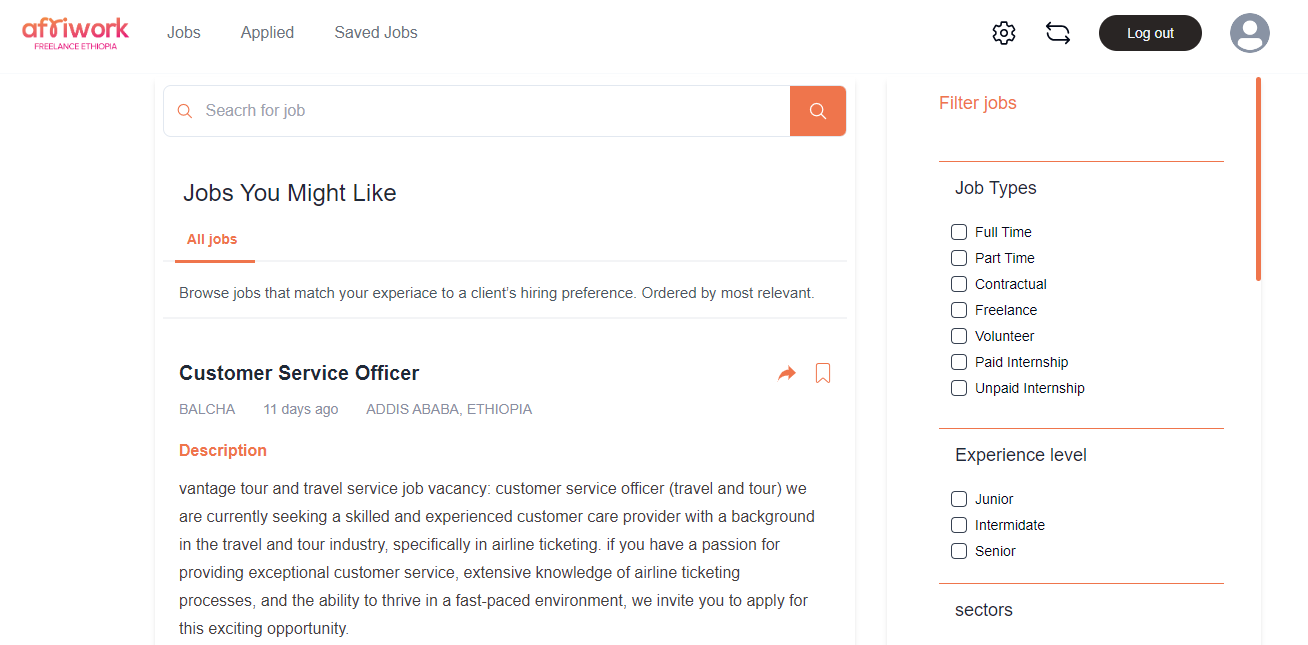 afriwork
FREELANCE ETHIOPIA
Jobs
Applied
Saved Jobs
Log out
Seacrh for job
Jobs You Might Like
All jobs
Browse jobs that match your experiace to a client’s hiring preference. Ordered by most relevant.
Customer Service Officer
BALCHA 11 days ago ADDIS ABABA, ETHIOPIA
Description
vantage tour and travel service job vacancy: customer service officer (travel and tour) we
are currently seeking a skilled and experienced customer care provider with a background
in the travel and tour industry, specifically in airline ticketing. if you have a passion for
providing exceptional customer service, extensive knowledge of airline ticketing
processes, and the ability to thrive in a fast-paced environment, we invite you to apply for
this exciting opportunity.
Filter jobs
Job Types
Full Time
Part Time
Contractual
Freelance
Volunteer
Paid Internship
Unpaid Internship
Experience level
Junior
Intermidate
Senior
sectors